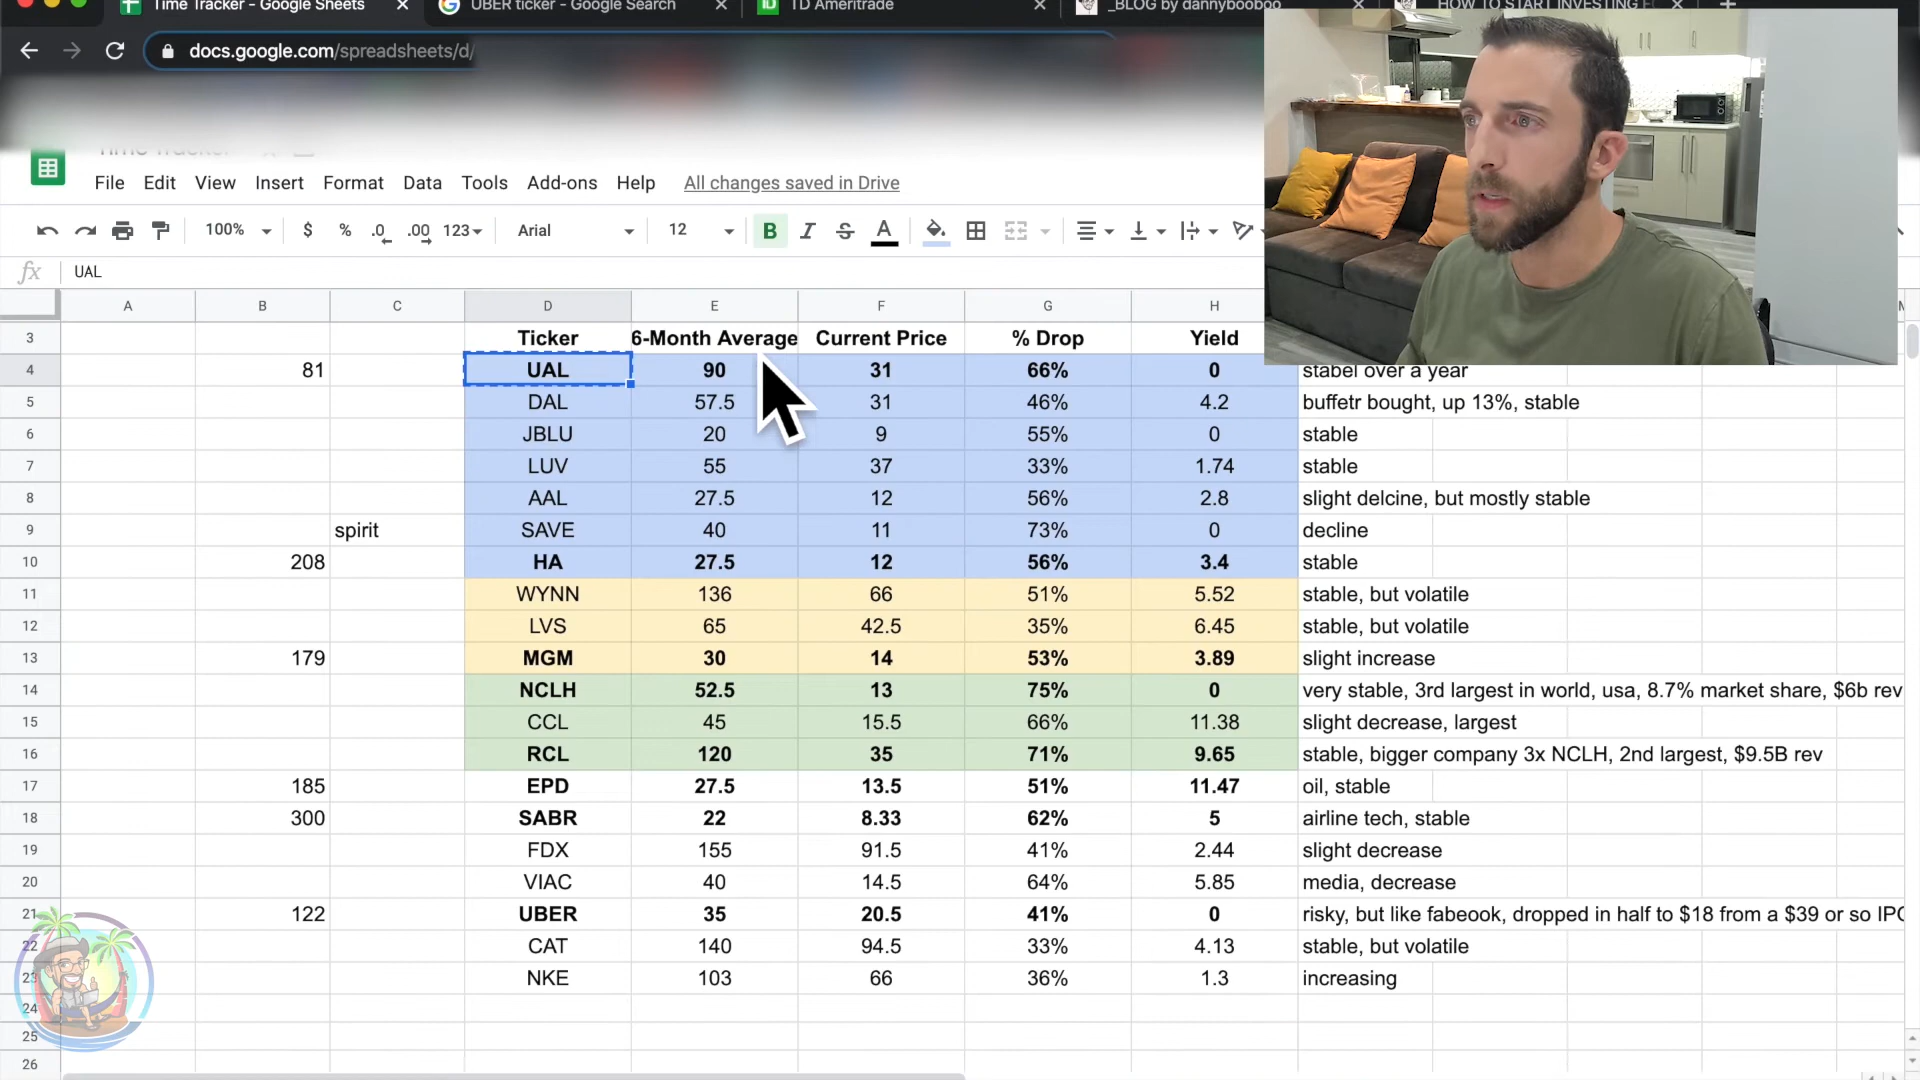 Time Tracker - Google Sheets
UBER ticker - Google Search
TD Ameritrade
_BLOG by dannybooboo
HOW TO START INVESTING
docs.google.com/spreadsheets/d/
Time Tracker
File Edit View Insert Format Data Tools Add-ons Help All changes saved in Drive
100% $ % .0 .00 123 Arial 12 B I S A
fx UAL
A B C D E F G H
3 Ticker 6-Month Average Current Price % Drop Yield
4 81 UAL 90 31 66% 0 stabel over a year
5 DAL 57.5 31 46% 4.2 buffetr bought, up 13%, stable
6 JBLU 20 9 55% 0 stable
7 LUV 55 37 33% 1.74 stable
8 AAL 27.5 12 56% 2.8 slight delcine, but mostly stable
9 spirit SAVE 40 11 73% 0 decline
10 208 HA 27.5 12 56% 3.4 stable
11 WYNN 136 66 51% 5.52 stable, but volatile
12 LVS 65 42.5 35% 6.45 stable, but volatile
13 179 MGM 30 14 53% 3.89 slight increase
14 NCLH 52.5 13 75% 0 very stable, 3rd largest in world, usa, 8.7% market share, $6b rev
15 CCL 45 15.5 66% 11.38 slight decrease, largest
16 RCL 120 35 71% 9.65 stable, bigger company 3x NCLH, 2nd largest, $9.5B rev
17 185 EPD 27.5 13.5 51% 11.47 oil, stable
18 300 SABR 22 8.33 62% 5 airline tech, stable
19 FDX 155 91.5 41% 2.44 slight decrease
20 VIAC 40 14.5 64% 5.85 media, decrease
21 122 UBER 35 20.5 41% 0 risky, but like fabeook, dropped in half to $18 from a $39 or so IPO
22 CAT 140 94.5 33% 4.13 stable, but volatile
23 NKE 103 66 36% 1.3 increasing
24
25
26